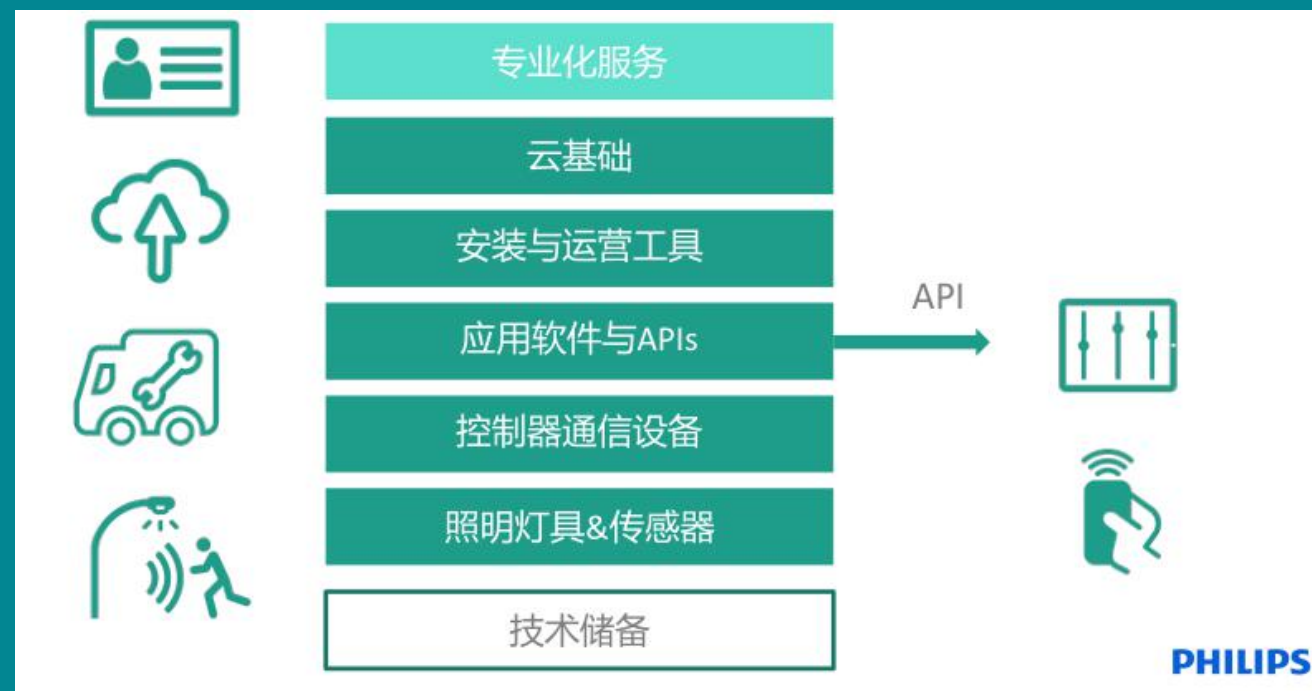 专业化服务
云基础
安装与运营工具
应用软件与APIs
API
控制器通信设备
照明灯具&传感器
技术储备
PHILIPS